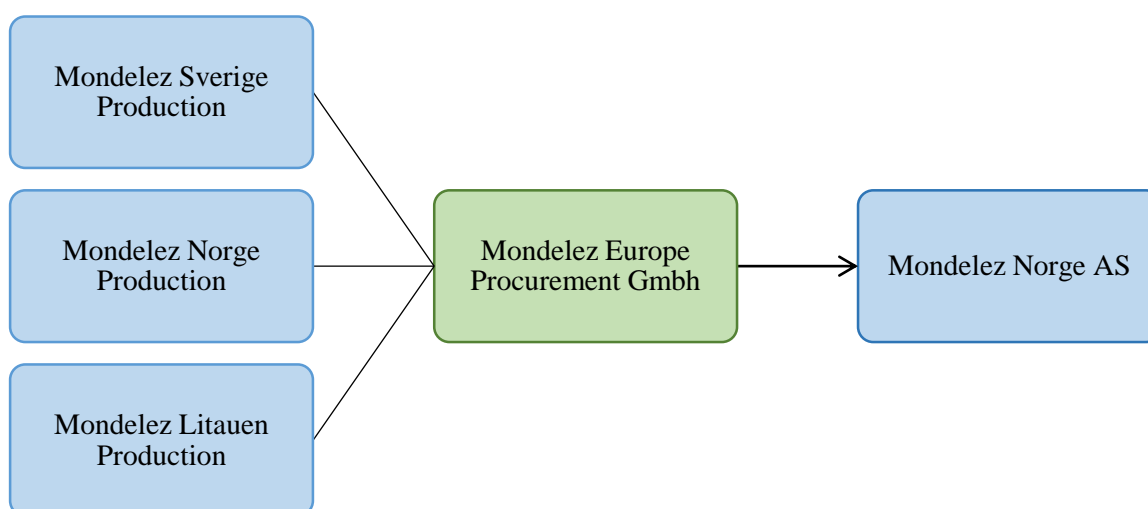 Mondelez Sverige
Production
Mondelez Norge
Production
Mondelez Litauen
Production
Mondelez Europe
Procurement Gmbh
Mondelez Norge AS